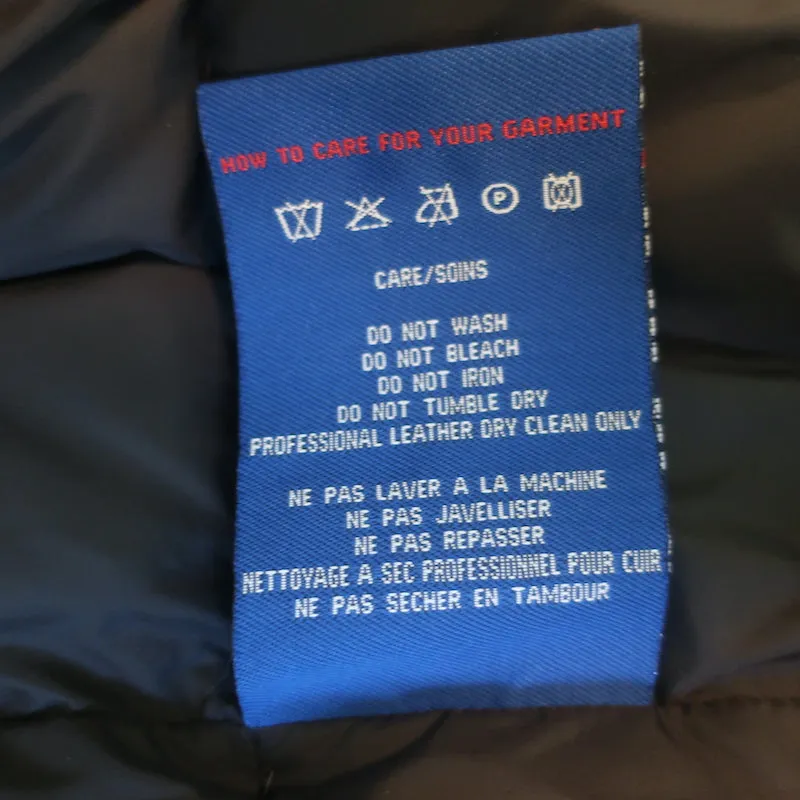 HOW TO CARE FOR YOUR GARMENT
P
CARE/SOINS
DO NOT WASH
DO NOT BLEACH
DO NOT IRON
DO NOT TUMBLE DRY
PROFESSIONAL LEATHER DRY CLEAN ONLY
NE PAS LAVER A LA MACHINE
NE PAS JAVELLISER
NE PAS REPASSER
NETTOYAGE A SEC PROFESSIONNEL POUR CUIR
NE PAS SECHER EN TAMBOUR